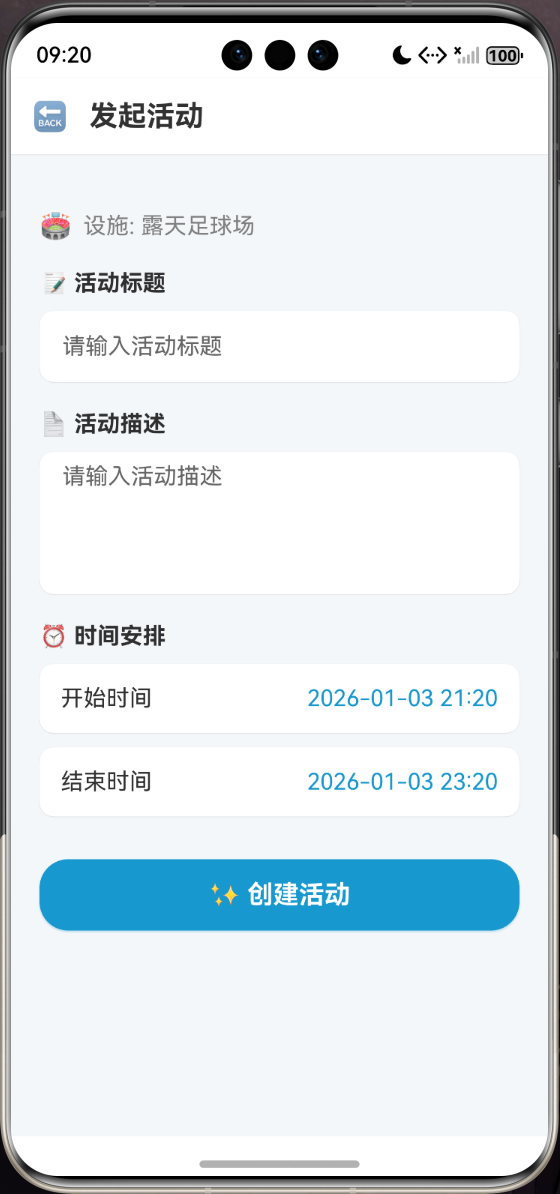 09:20
100
BACK
发起活动
设施: 露天足球场
活动标题
请输入活动标题
活动描述
请输入活动描述
时间安排
开始时间 2026-01-03 21:20
结束时间 2026-01-03 23:20
创建活动